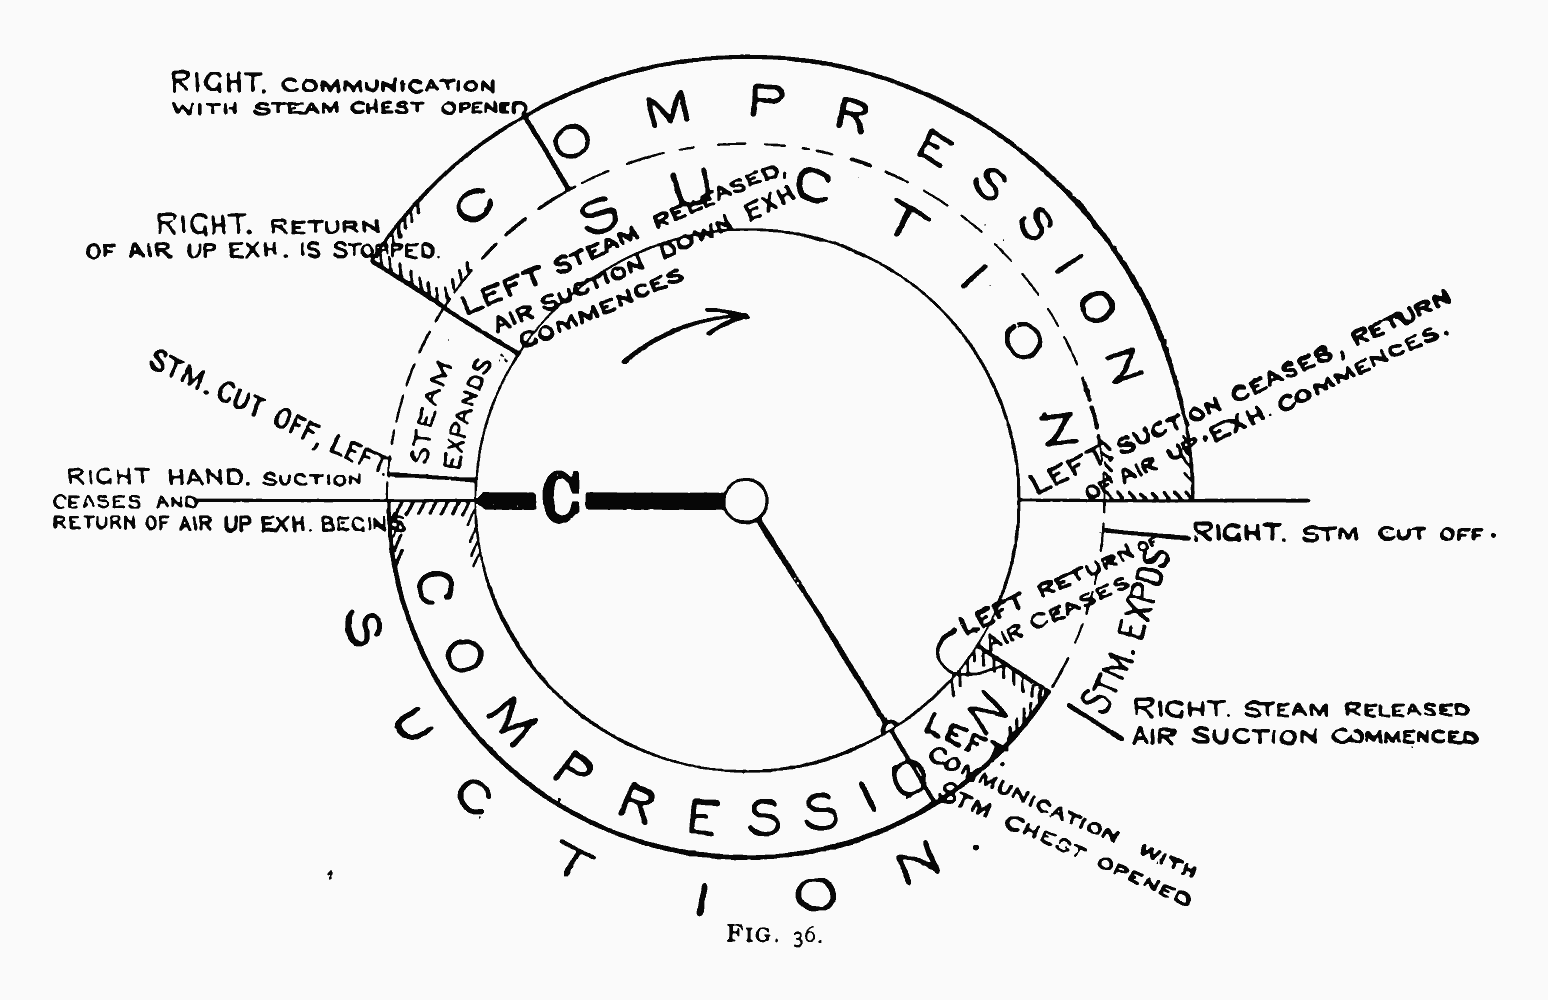 RIGHT. COMMUNICATION
WITH STEAM CHEST OPENED
COMPRESSION
SUCTION
RIGHT. RETURN
OF AIR UP EXH. IS STOPPED.
LEFT STEAM RELEASED,
AIR SUCTION DOWN EXH.
COMMENCES
STEAM
EXPANDS
STM. CUT OFF, LEFT.
LEFT SUCTION CEASES, RETURN
OF AIR UP. EXH. COMMENCES.
RIGHT HAND. SUCTION
CEASES AND
RETURN OF AIR UP EXH. BEGINS
C
RIGHT. STM CUT OFF.
LEFT RETURN OF
AIR CEASES
STM. EXPDS
RIGHT. STEAM RELEASED
AIR SUCTION COMMENCED
COMPRESSION
SUCTION.
LEFT.
COMMUNICATION WITH
STM CHEST OPENED
FIG. 36.